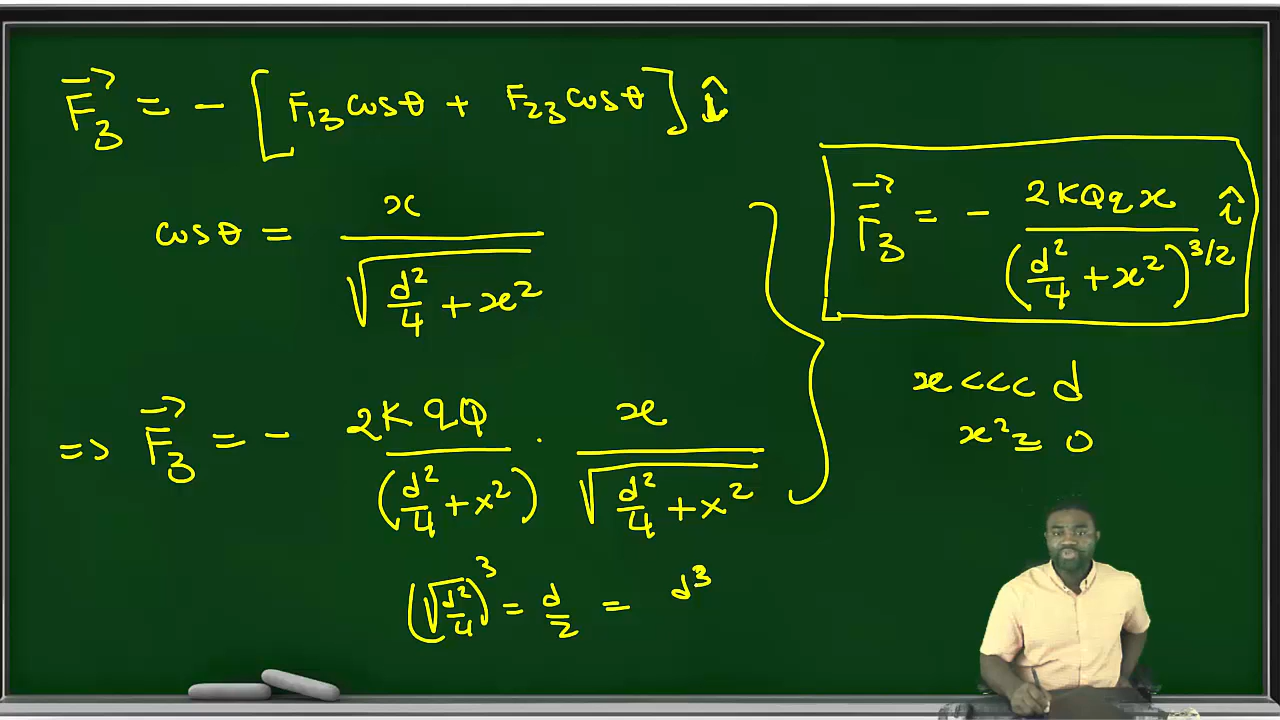 F⃗₃ = - [F₁₃ cosθ + F₂₃ cosθ] î
cosθ = x / √(d²/4 + x²)
=> F⃗₃ = - 2KqQ / (d²/4 + x²) · x / √(d²/4 + x²)
(√(d²/4))³ = d/2 = d³
F⃗₃ = - 2KQqx / (d²/4 + x²)^(3/2) î
x <<< d
x² ≅ 0